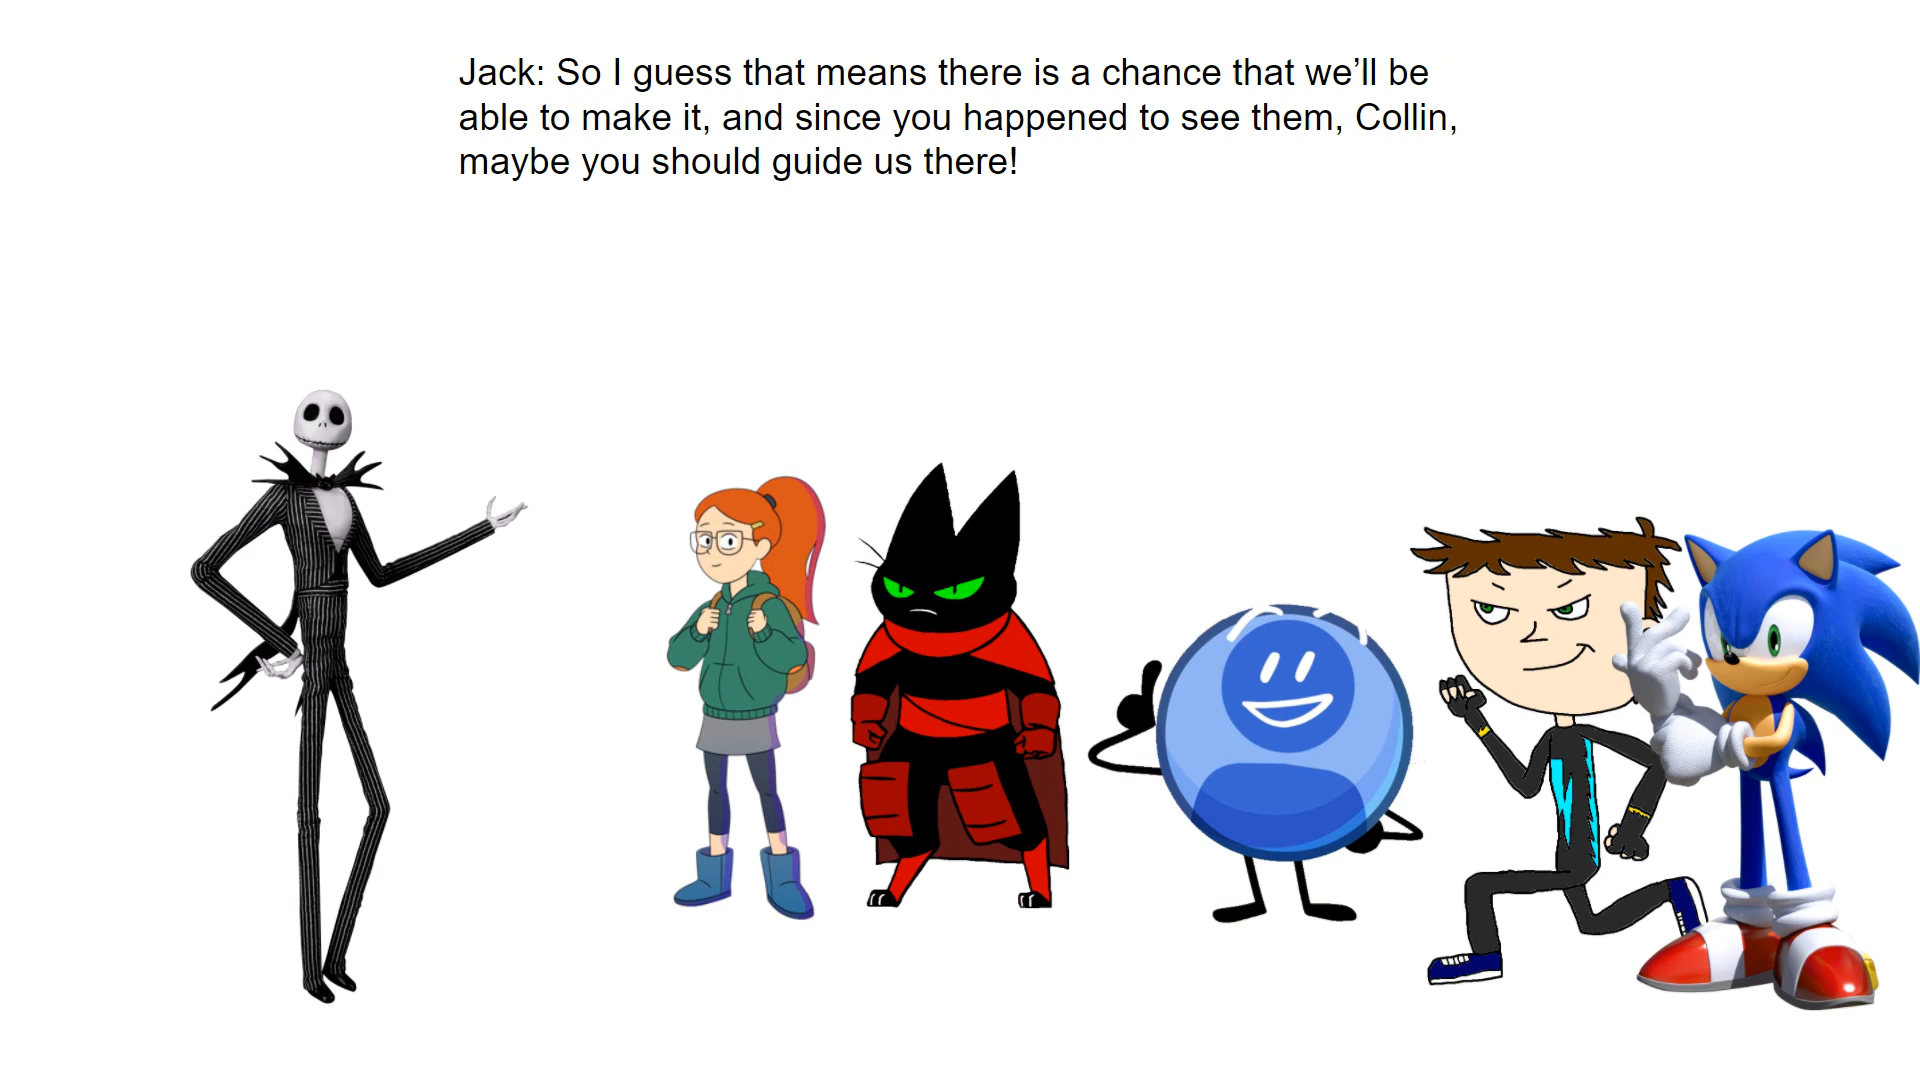 Jack: So I guess that means there is a chance that we’ll be
able to make it, and since you happened to see them, Collin,
maybe you should guide us there!